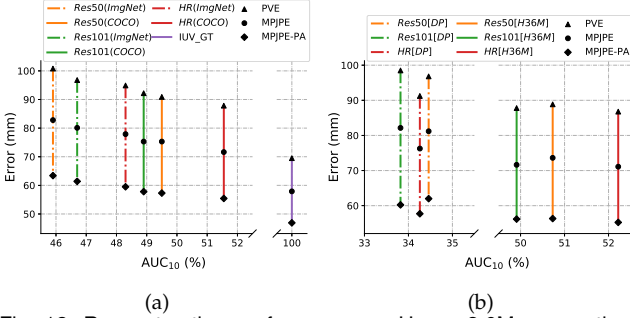 Res50(ImgNet)
Res50(COCO)
Res101(ImgNet)
Res101(COCO)
HR(ImgNet)
HR(COCO)
IUV_GT
PVE
MPJPE
MPJPE-PA
Error (mm)
100
90
80
70
60
50
46 47 48 49 50 51 52 100
AUC10 (%)
(a)
Res50[DP]
Res101[DP]
HR[DP]
Res50[H36M]
Res101[H36M]
HR[H36M]
PVE
MPJPE
MPJPE-PA
Error (mm)
100
90
80
70
60
33 34 35 50 51 52
AUC10 (%)
(b)